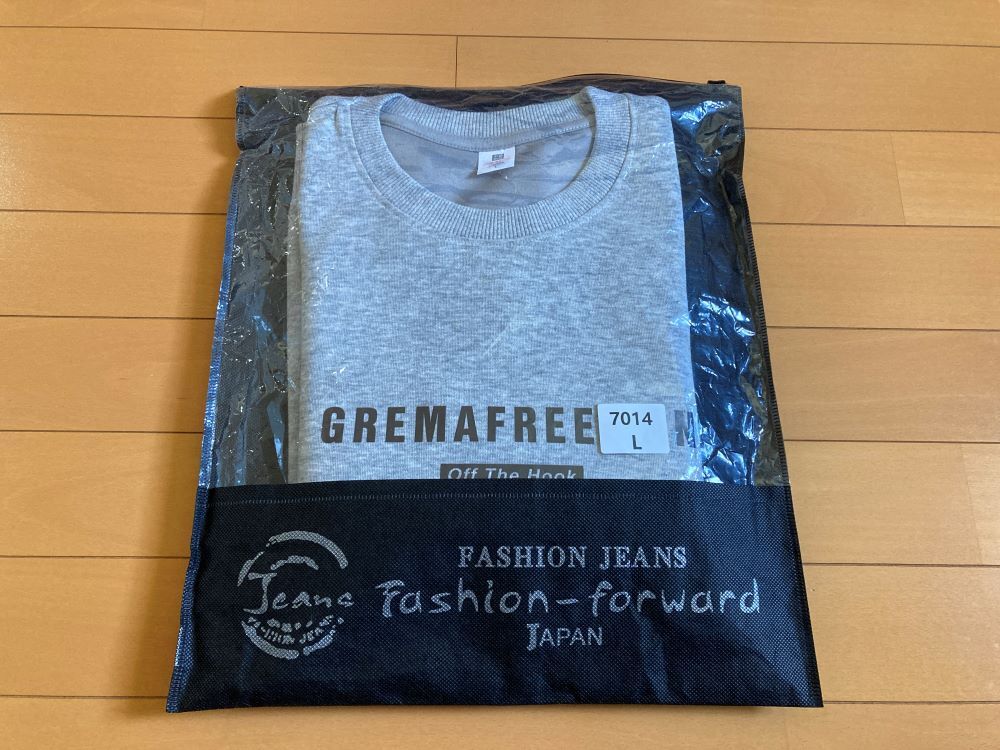 GREMAFREE
7014
L
Off The Hook
Jeans
FASHION JEANS
Fashion-forward
JAPAN